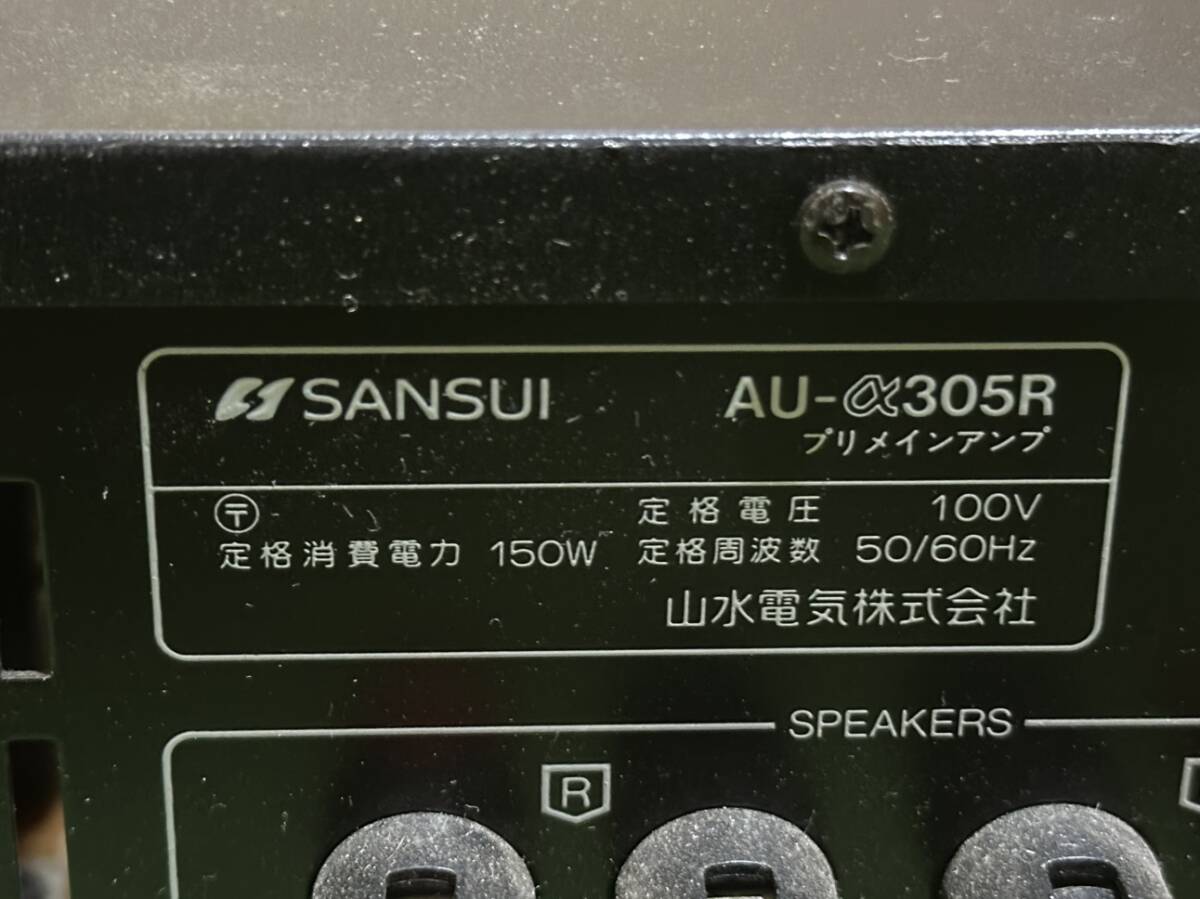 SANSUI AU-α305R
プリメインアンプ
〒 定格電圧 100V
定格消費電力 150W 定格周波数 50/60Hz
山水電気株式会社
SPEAKERS
R